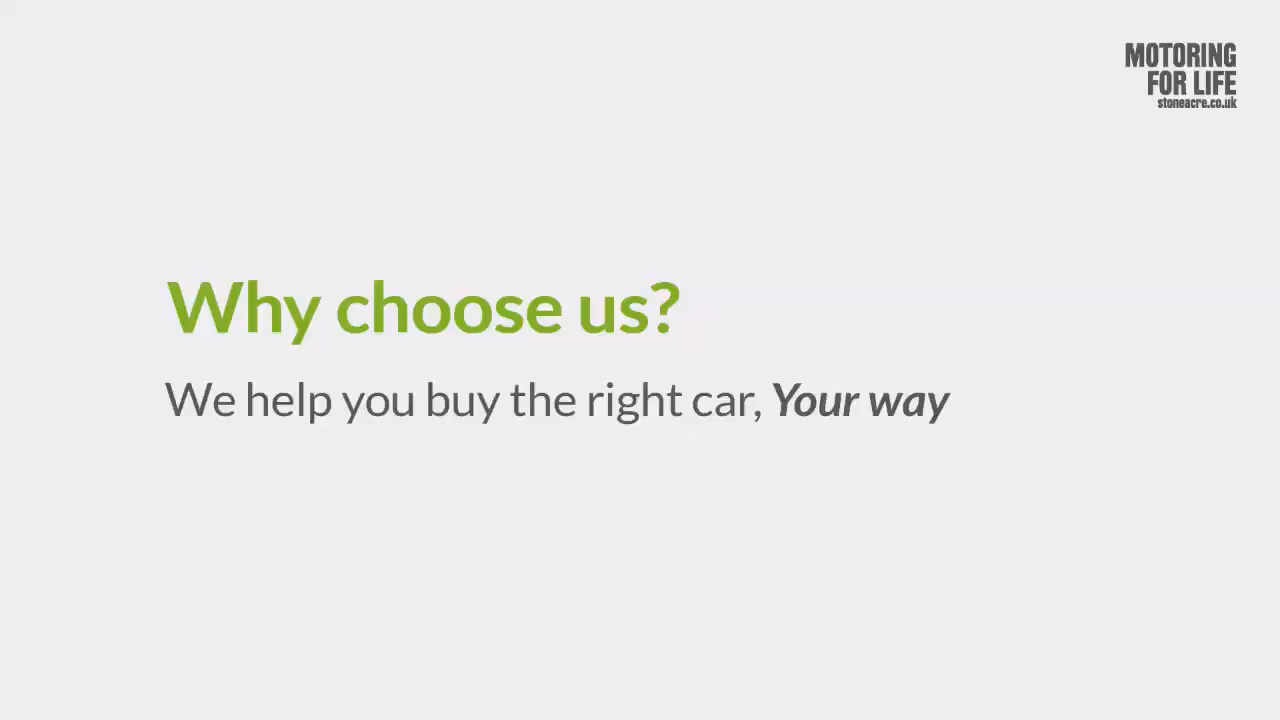 MOTORING
FOR LIFE
stoneacre.co.uk
Why choose us?
We help you buy the right car, Your way